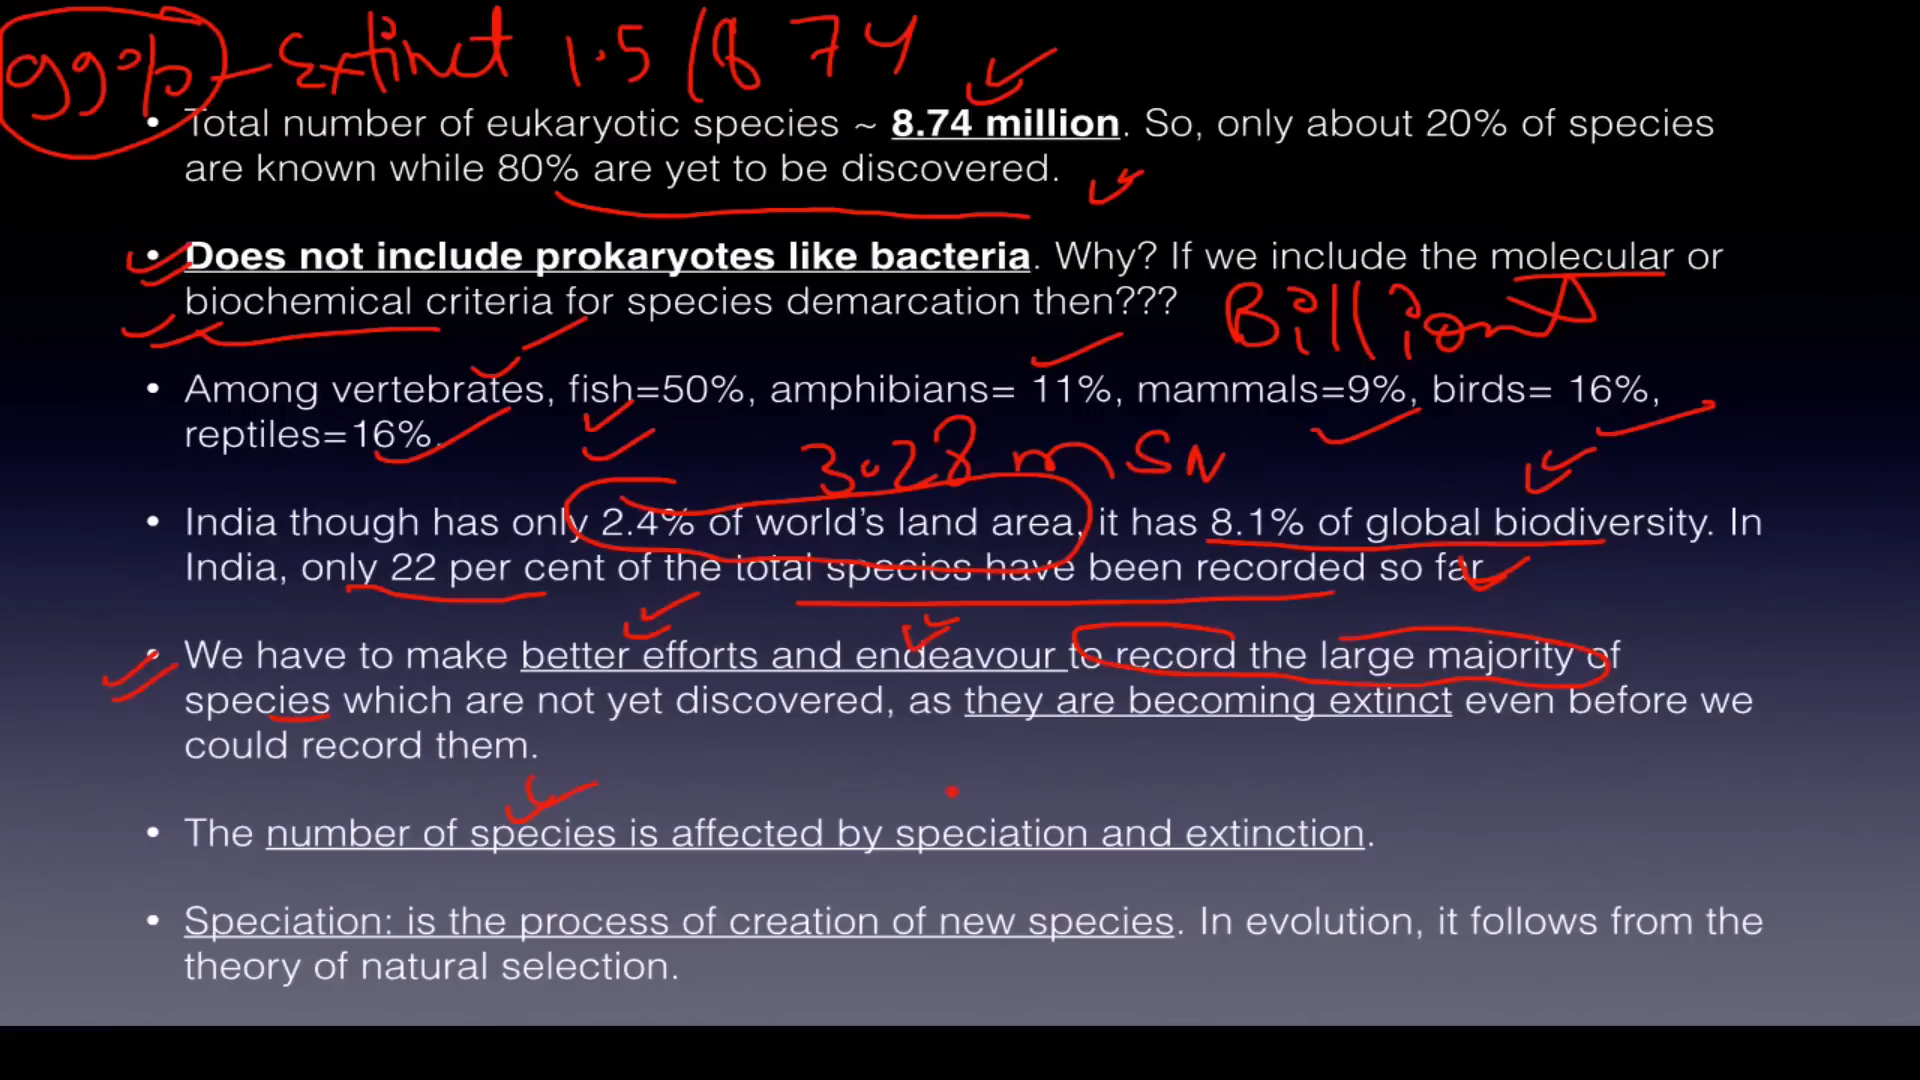 99% - Extinct 1.5 / 8 74
• Total number of eukaryotic species ~ 8.74 million. So, only about 20% of species
are known while 80% are yet to be discovered.
• Does not include prokaryotes like bacteria. Why? If we include the molecular or
biochemical criteria for species demarcation then???
Billions
• Among vertebrates, fish=50%, amphibians= 11%, mammals=9%, birds= 16%,
reptiles=16%.
3.28 m SN
• India though has only 2.4% of world's land area, it has 8.1% of global biodiversity. In
India, only 22 per cent of the total species have been recorded so far
• We have to make better efforts and endeavour to record the large majority of
species which are not yet discovered, as they are becoming extinct even before we
could record them.
• The number of species is affected by speciation and extinction.
• Speciation: is the process of creation of new species. In evolution, it follows from the
theory of natural selection.